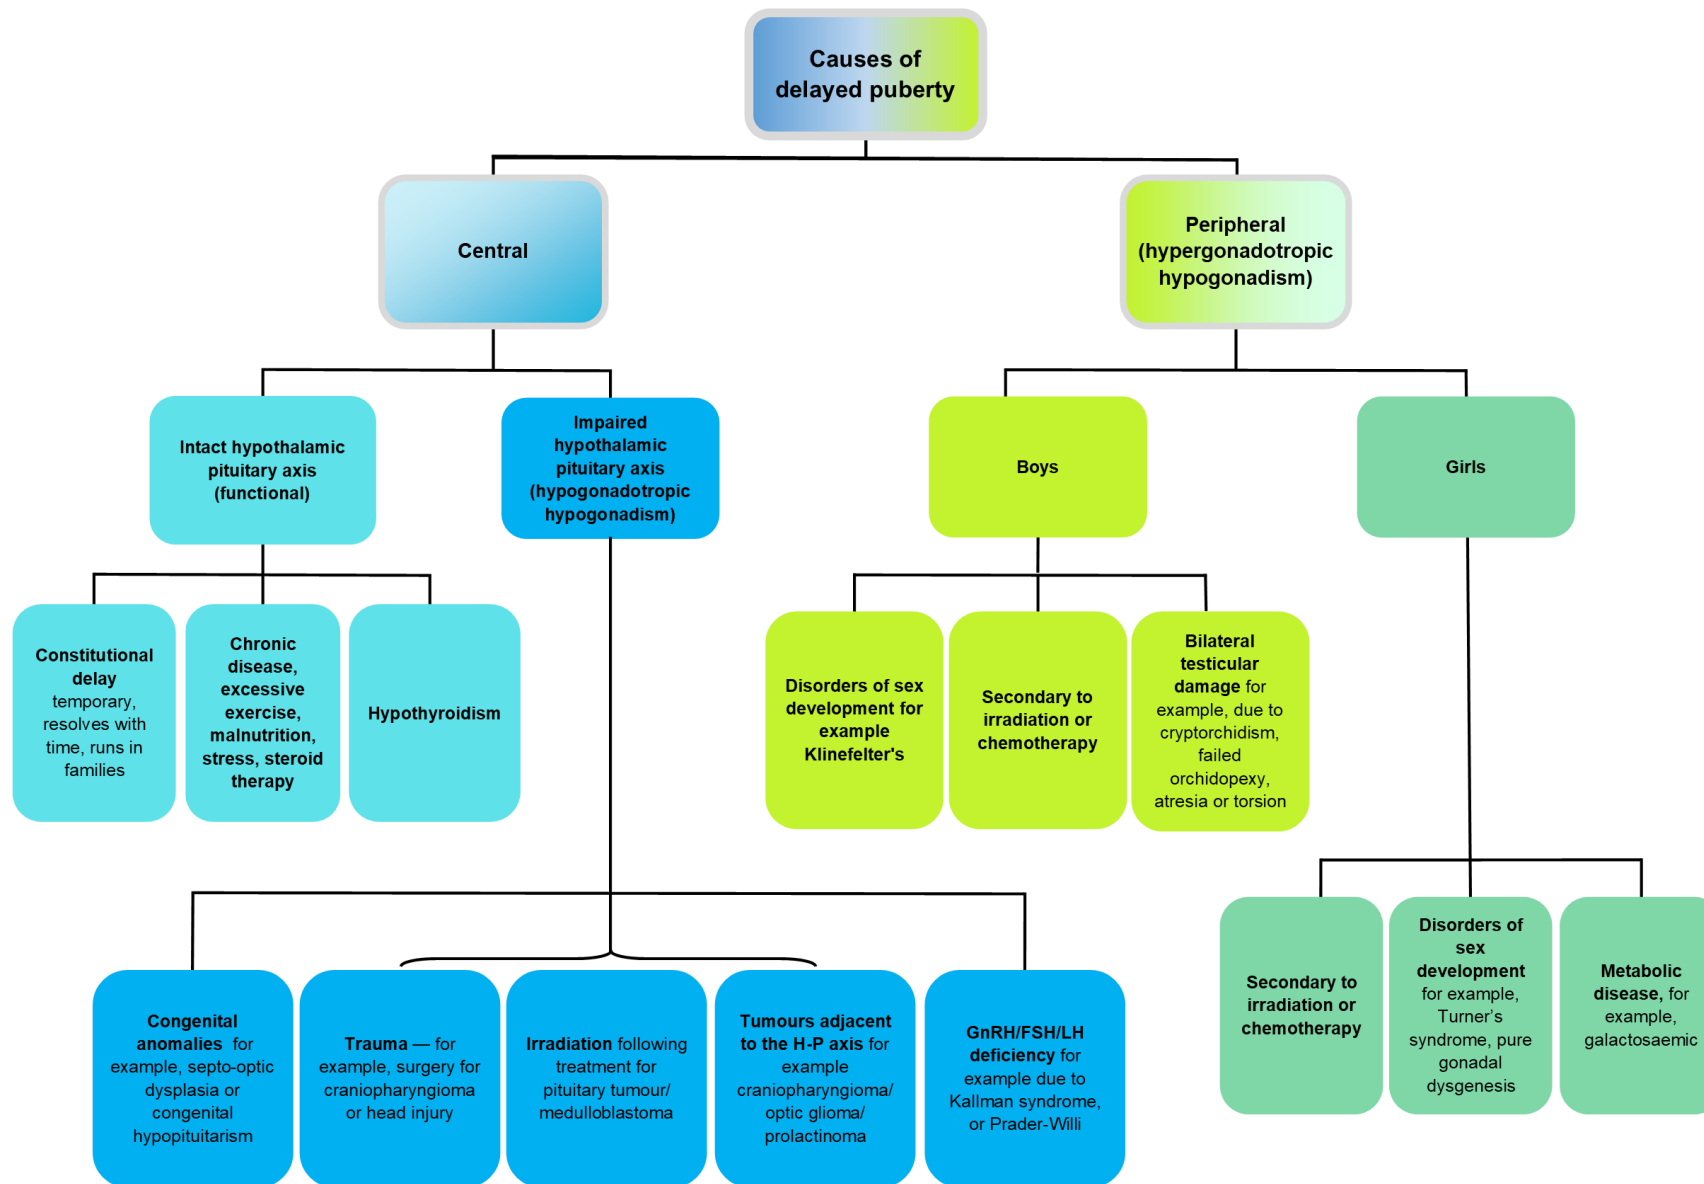 Causes of
delayed puberty
Central
Peripheral
(hypergonadotropic
hypogonadism)
Intact hypothalamic
pituitary axis
(functional)
Impaired
hypothalamic
pituitary axis
(hypogonadotropic
hypogonadism)
Boys
Girls
Constitutional
delay
temporary,
resolves with
time, runs in
families
Chronic
disease,
excessive
exercise,
malnutrition,
stress, steroid
therapy
Hypothyroidism
Disorders of sex
development for
example
Klinefelter's
Secondary to
irradiation or
chemotherapy
Bilateral
testicular
damage for
example, due to
cryptorchidism,
failed
orchidopexy,
atresia or torsion
Secondary to
irradiation or
chemotherapy
Disorders of
sex
development
for example,
Turner’s
syndrome, pure
gonadal
dysgenesis
Metabolic
disease, for
example,
galactosaemic
Congenital
anomalies for
example, septo-optic
dysplasia or
congenital
hypopituitarism
Trauma — for
example, surgery for
craniopharyngioma
or head injury
Irradiation following
treatment for
pituitary tumour/
medulloblastoma
Tumours adjacent
to the H-P axis for
example
craniopharyngioma/
optic glioma/
prolactinoma
GnRH/FSH/LH
deficiency for
example due to
Kallman syndrome,
or Prader-Willi